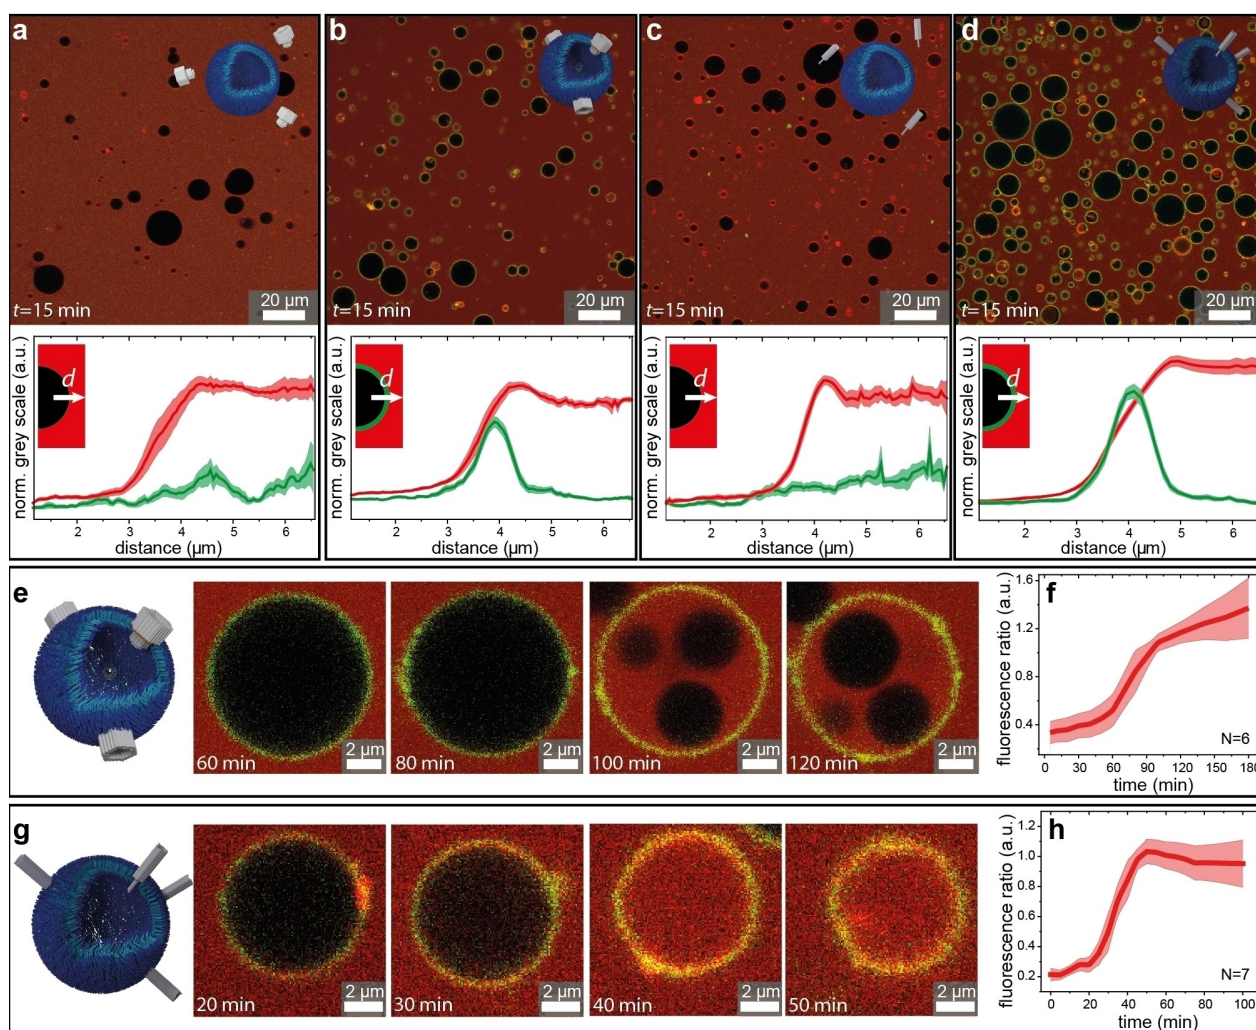 a
t=15 min
20 µm
b
t=15 min
20 µm
c
t=15 min
20 µm
d
t=15 min
20 µm
norm. grey scale (a.u.)
d
2 3 4 5 6
distance (µm)
norm. grey scale (a.u.)
d
2 3 4 5 6
distance (µm)
norm. grey scale (a.u.)
d
2 3 4 5 6
distance (µm)
norm. grey scale (a.u.)
d
2 3 4 5 6
distance (µm)
e
60 min
2 µm
80 min
2 µm
100 min
2 µm
120 min
2 µm
f
fluorescence ratio (a.u.)
1.6
1.2
0.8
0.4
N=6
0 30 60 90 120 150 180
time (min)
g
20 min
2 µm
30 min
2 µm
40 min
2 µm
50 min
2 µm
h
fluorescence ratio (a.u.)
1.2
1.0
0.8
0.6
0.4
0.2
N=7
0 20 40 60 80 100
time (min)